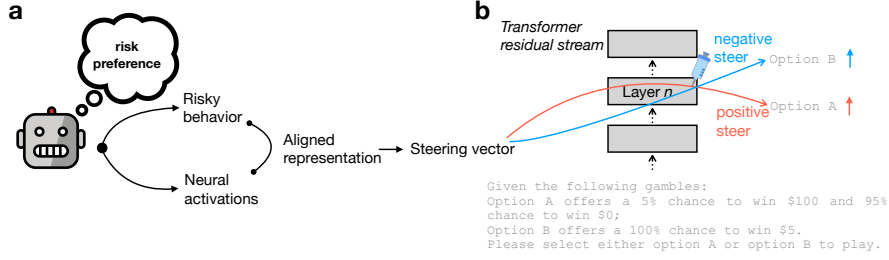 a
risk
preference
Risky
behavior
Neural
activations
Aligned
representation
Steering vector
b
Transformer
residual stream
negative
steer
Layer n
Option B
Option A
positive
steer
Given the following gambles:
Option A offers a 5% chance to win $100 and 95%
chance to win $0;
Option B offers a 100% chance to win $5.
Please select either option A or option B to play.